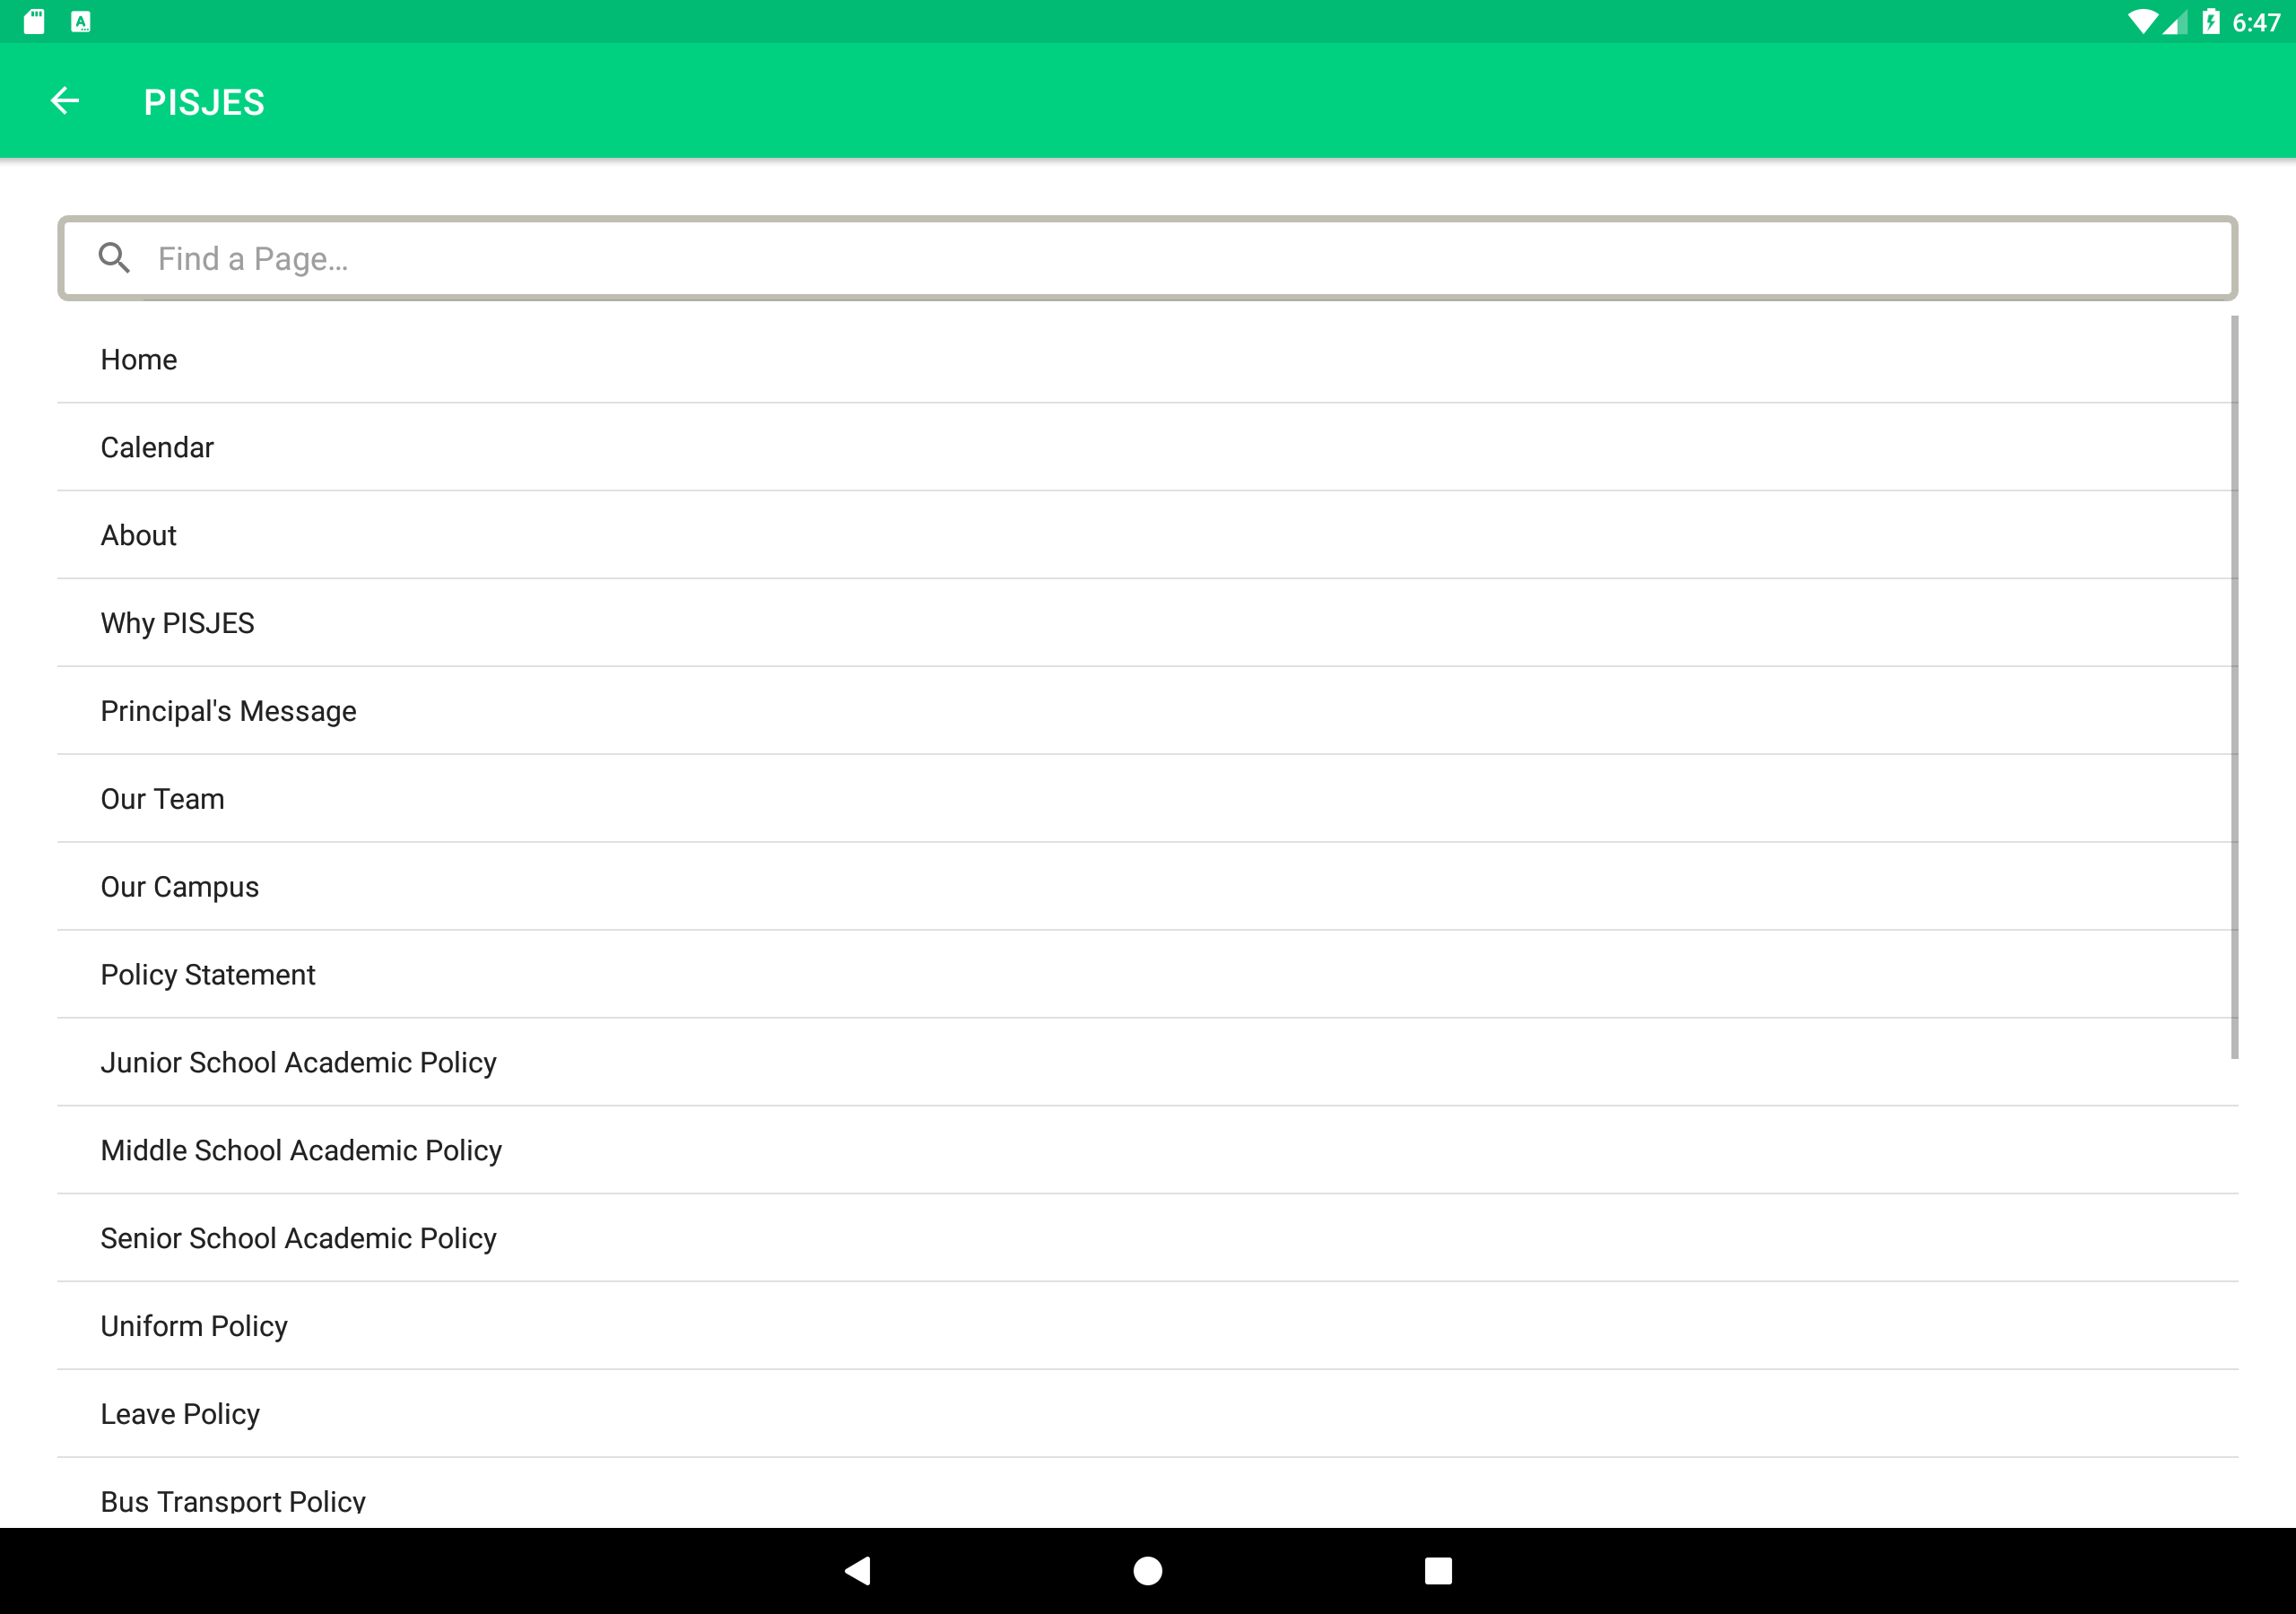 6:47
PISJES
Find a Page...
Home
Calendar
About
Why PISJES
Principal's Message
Our Team
Our Campus
Policy Statement
Junior School Academic Policy
Middle School Academic Policy
Senior School Academic Policy
Uniform Policy
Leave Policy
Bus Transport Policy